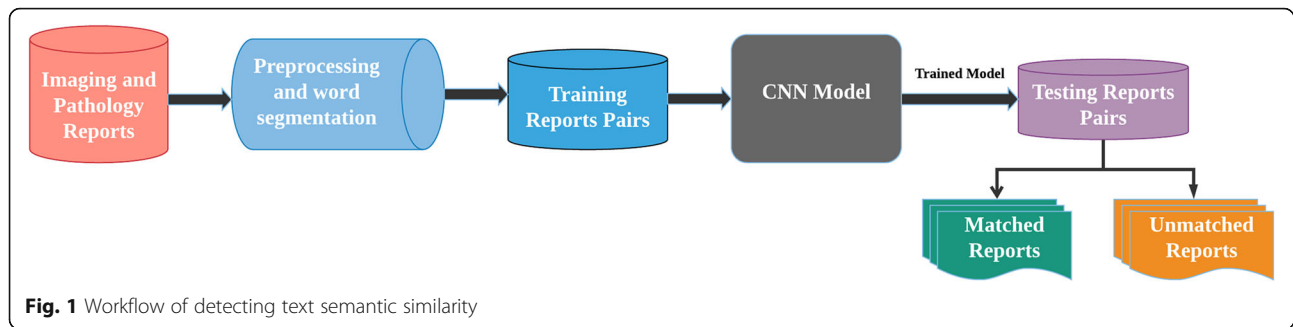 Imaging and
Pathology
Reports
Preprocessing
and word
segmentation
Training
Reports Pairs
CNN Model
Trained Model
Testing Reports
Pairs
Matched
Reports
Unmatched
Reports
Fig. 1 Workflow of detecting text semantic similarity